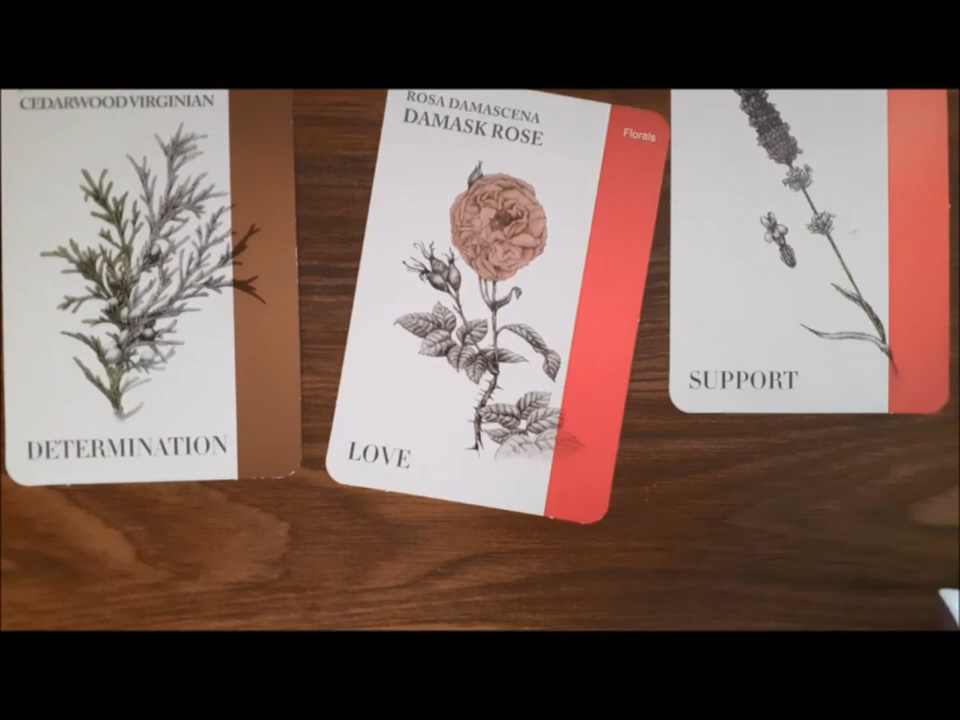 CEDARWOOD VIRGINIAN
DETERMINATION
ROSA DAMASCENA
DAMASK ROSE
Florals
LOVE
SUPPORT